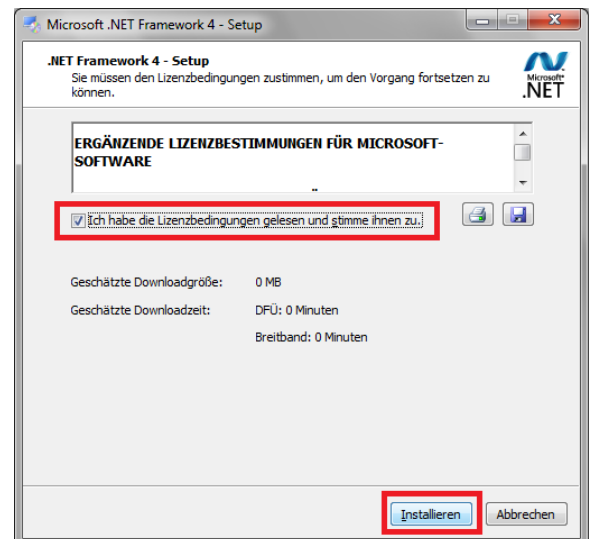 Microsoft .NET Framework 4 - Setup
.NET Framework 4 - Setup
Sie müssen den Lizenzbedingungen zustimmen, um den Vorgang fortsetzen zu
können.
Microsoft®
.NET
ERGÄNZENDE LIZENZBESTIMMUNGEN FÜR MICROSOFT-
SOFTWARE
Ich habe die Lizenzbedingungen gelesen und stimme ihnen zu.
Geschätzte Downloadgröße: 0 MB
Geschätzte Downloadzeit: DFÜ: 0 Minuten
Breitband: 0 Minuten
Installieren Abbrechen